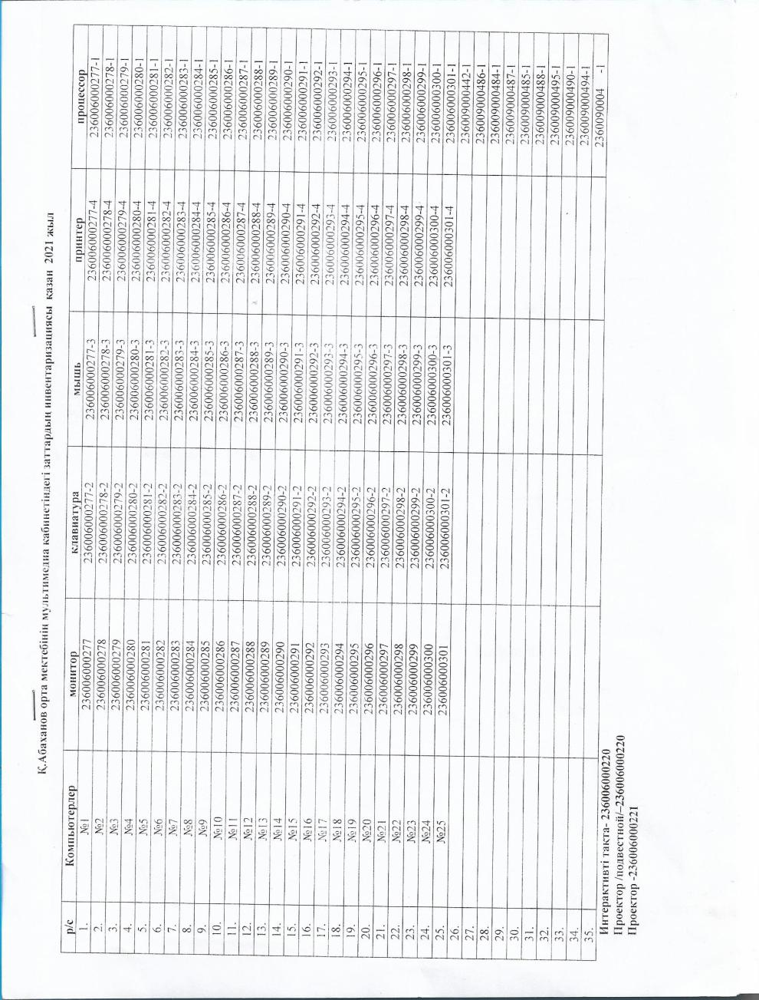 Қ.Абаханов орта мектебінің мультимедиа кабинетіндегі заттардың инвентаризациясы қазан 2021 жыл
р/с Компьютерлер монитор клавиатура мышь принтер процессор
1. №1 236006000277 236006000277-2 236006000277-3 236006000277-4 236006000277-1
2. №2 236006000278 236006000278-2 236006000278-3 236006000278-4 236006000278-1
3. №3 236006000279 236006000279-2 236006000279-3 236006000279-4 236006000279-1
4. №4 236006000280 236006000280-2 236006000280-3 236006000280-4 236006000280-1
5. №5 236006000281 236006000281-2 236006000281-3 236006000281-4 236006000281-1
6. №6 236006000282 236006000282-2 236006000282-3 236006000282-4 236006000282-1
7. №7 236006000283 236006000283-2 236006000283-3 236006000283-4 236006000283-1
8. №8 236006000284 236006000284-2 236006000284-3 236006000284-4 236006000284-1
9. №9 236006000285 236006000285-2 236006000285-3 236006000285-4 236006000285-1
10. №10 236006000286 236006000286-2 236006000286-3 236006000286-4 236006000286-1
11. №11 236006000287 236006000287-2 236006000287-3 236006000287-4 236006000287-1
12. №12 236006000288 236006000288-2 236006000288-3 236006000288-4 236006000288-1
13. №13 236006000289 236006000289-2 236006000289-3 236006000289-4 236006000289-1
14. №14 236006000290 236006000290-2 236006000290-3 236006000290-4 236006000290-1
15. №15 236006000291 236006000291-2 236006000291-3 236006000291-4 236006000291-1
16. №16 236006000292 236006000292-2 236006000292-3 236006000292-4 236006000292-1
17. №17 236006000293 236006000293-2 236006000293-3 236006000293-4 236006000293-1
18. №18 236006000294 236006000294-2 236006000294-3 236006000294-4 236006000294-1
19. №19 236006000295 236006000295-2 236006000295-3 236006000295-4 236006000295-1
20. №20 236006000296 236006000296-2 236006000296-3 236006000296-4 236006000296-1
21. №21 236006000297 236006000297-2 236006000297-3 236006000297-4 236006000297-1
22. №22 236006000298 236006000298-2 236006000298-3 236006000298-4 236006000298-1
23. №23 236006000299 236006000299-2 236006000299-3 236006000299-4 236006000299-1
24. №24 236006000300 236006000300-2 236006000300-3 236006000300-4 236006000300-1
25. №25 236006000301 236006000301-2 236006000301-3 236006000301-4 236006000301-1
26. 236009000442-1
27. 236009000486-1
28. 236009000484-1
29. 236009000487-1
30. 236009000485-1
31. 236009000488-1
32. 236009000495-1
33. 236009000490-1
34. 236009000494-1
35. 2360090004 -1
Интерактивті такта- 236006000220
Проектор /подвестной/–236006000220
Проектор -236006000221